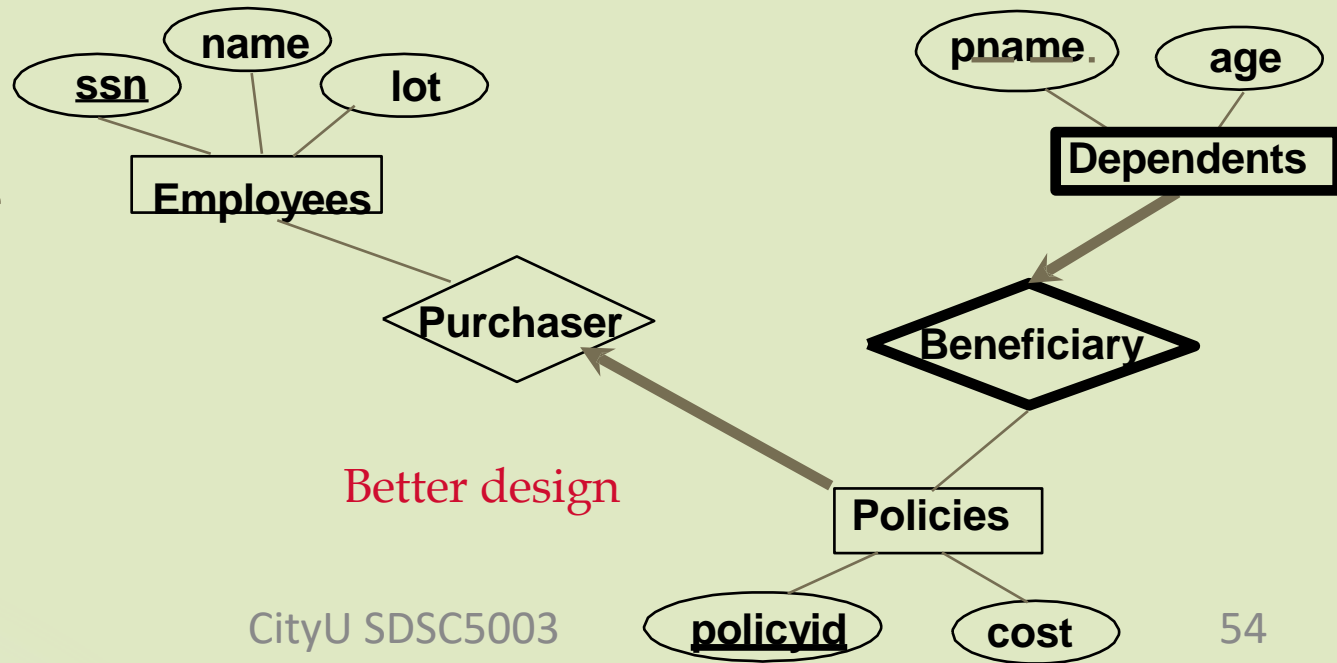 name
ssn
lot
Employees
pname
age
Dependents
Purchaser
Beneficiary
Better design
Policies
policyid
cost
CityU SDSC5003
54